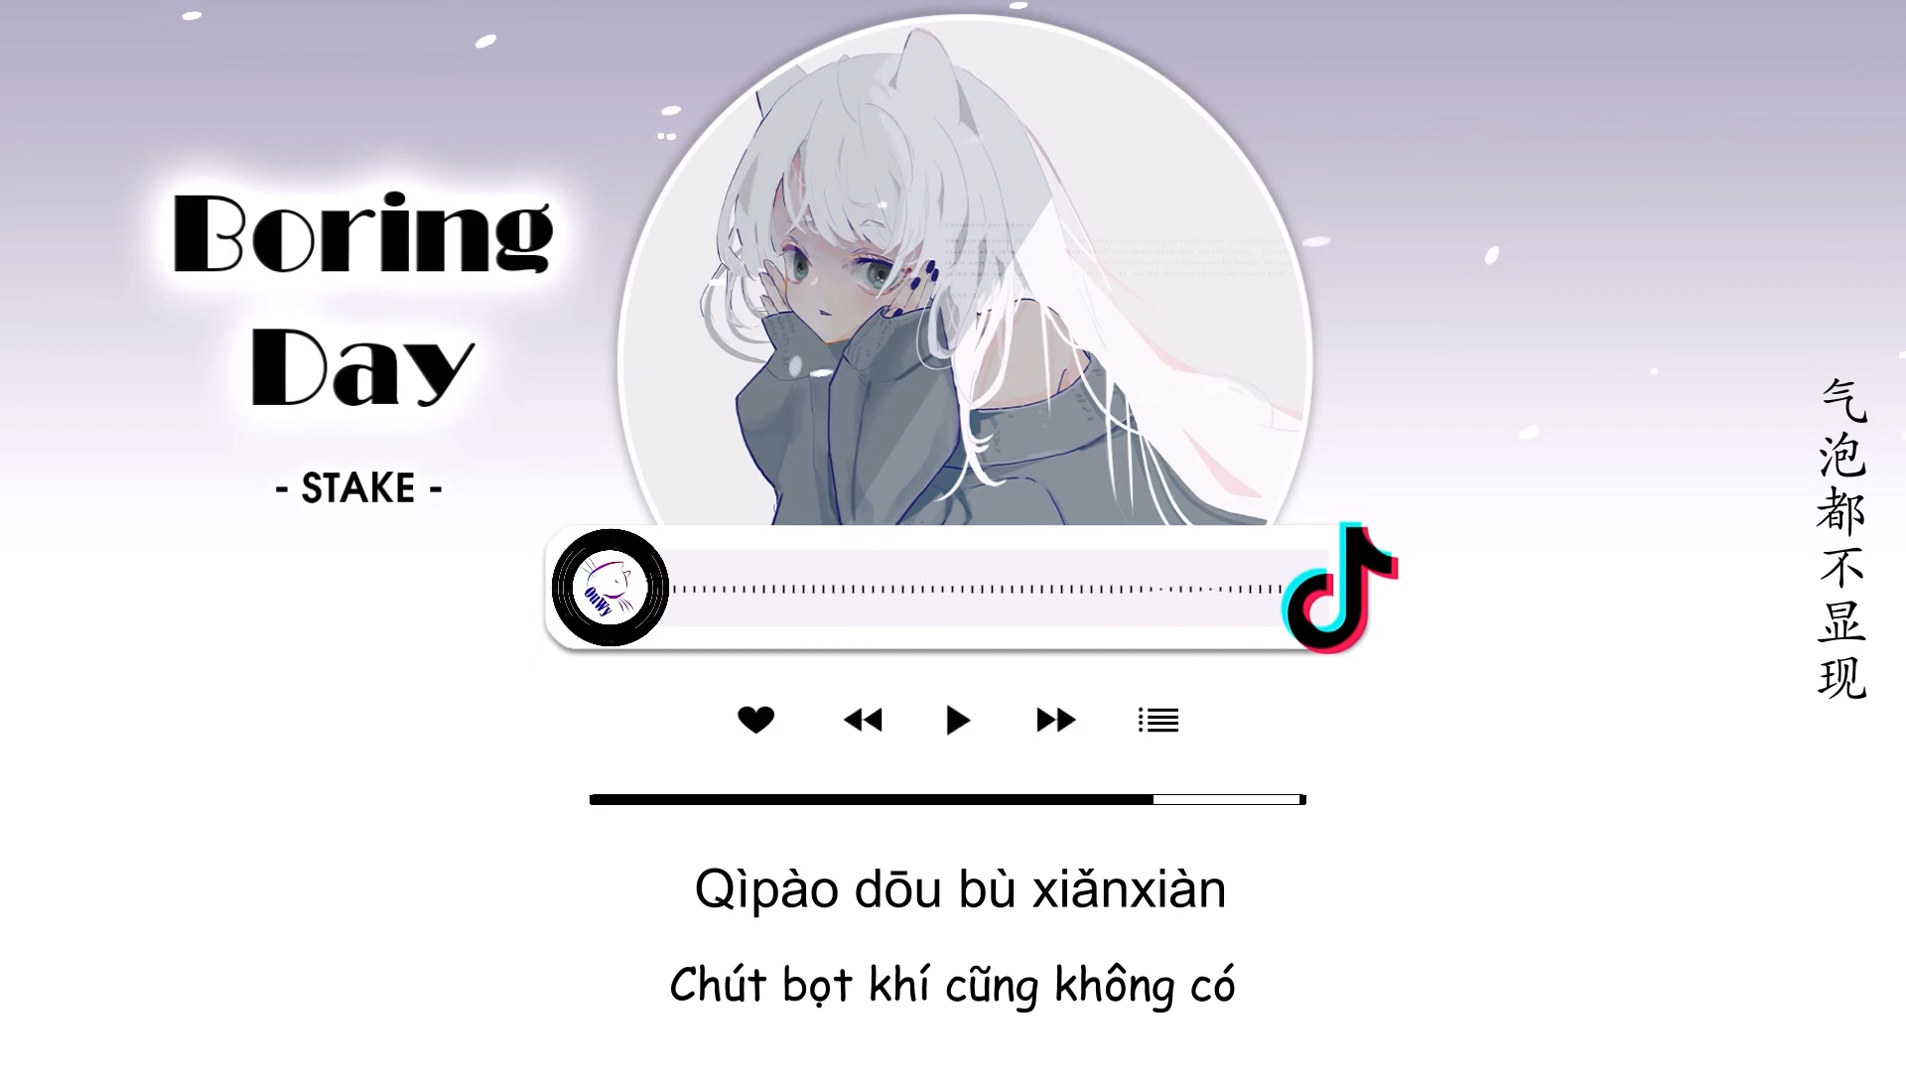 Boring
Day
- STAKE -
OuWy
气泡都不显现
Qìpào dōu bù xiǎnxiàn
Chút bọt khí cũng không có